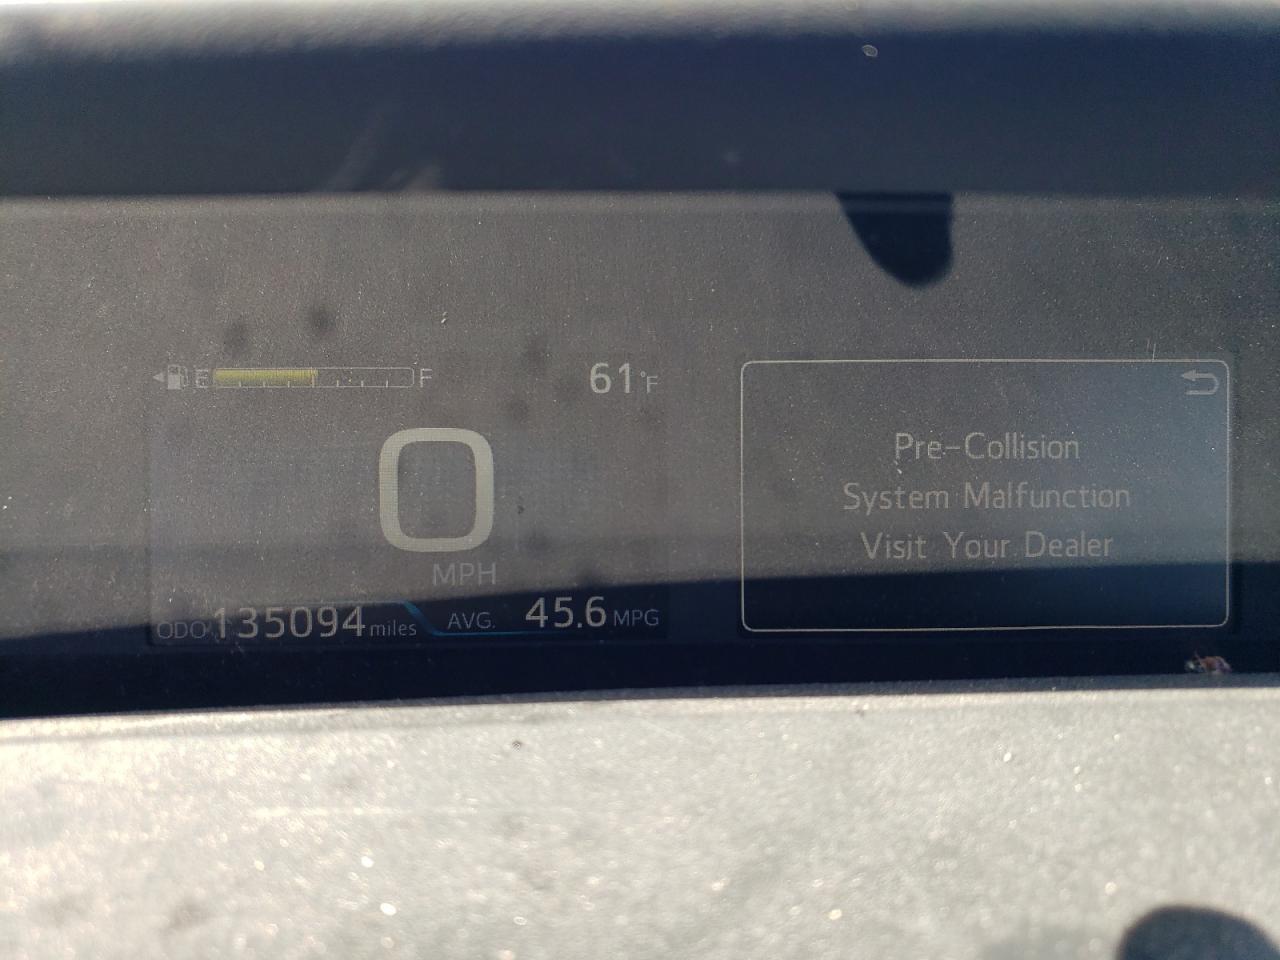 E F
61°F
0
MPH
ODO 135094 miles AVG. 45.6 MPG
Pre-Collision
System Malfunction
Visit Your Dealer